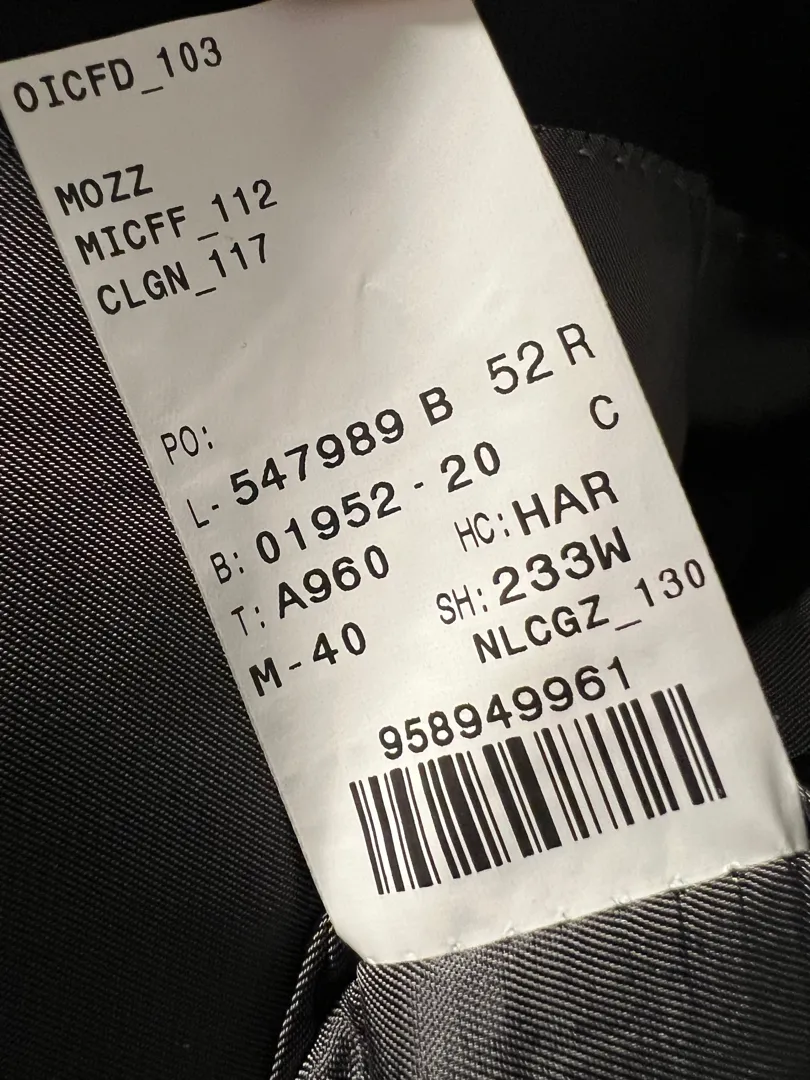 OICFD_103
MOZZ
MICFF_112
CLGN_117
PO:
L- 547989 B 52 R
B: 01952 - 20 C
T: A960 HC: HAR
M-40 SH: 233W
NLCGZ_130
958949961